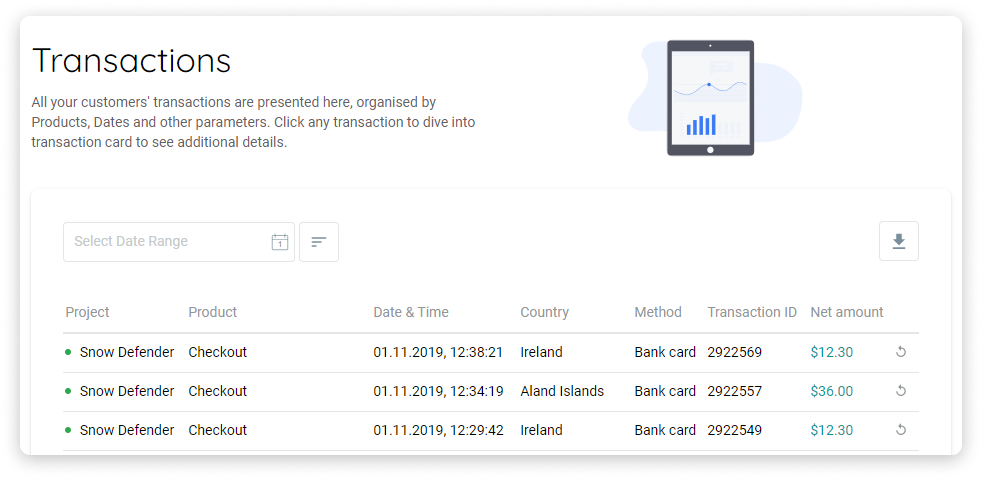 Transactions
All your customers' transactions are presented here, organised by
Products, Dates and other parameters. Click any transaction to dive into
transaction card to see additional details.
Select Date Range 1
Project Product Date & Time Country Method Transaction ID Net amount
Snow Defender Checkout 01.11.2019, 12:38:21 Ireland Bank card 2922569 $12.30
Snow Defender Checkout 01.11.2019, 12:34:19 Aland Islands Bank card 2922557 $36.00
Snow Defender Checkout 01.11.2019, 12:29:42 Ireland Bank card 2922549 $12.30